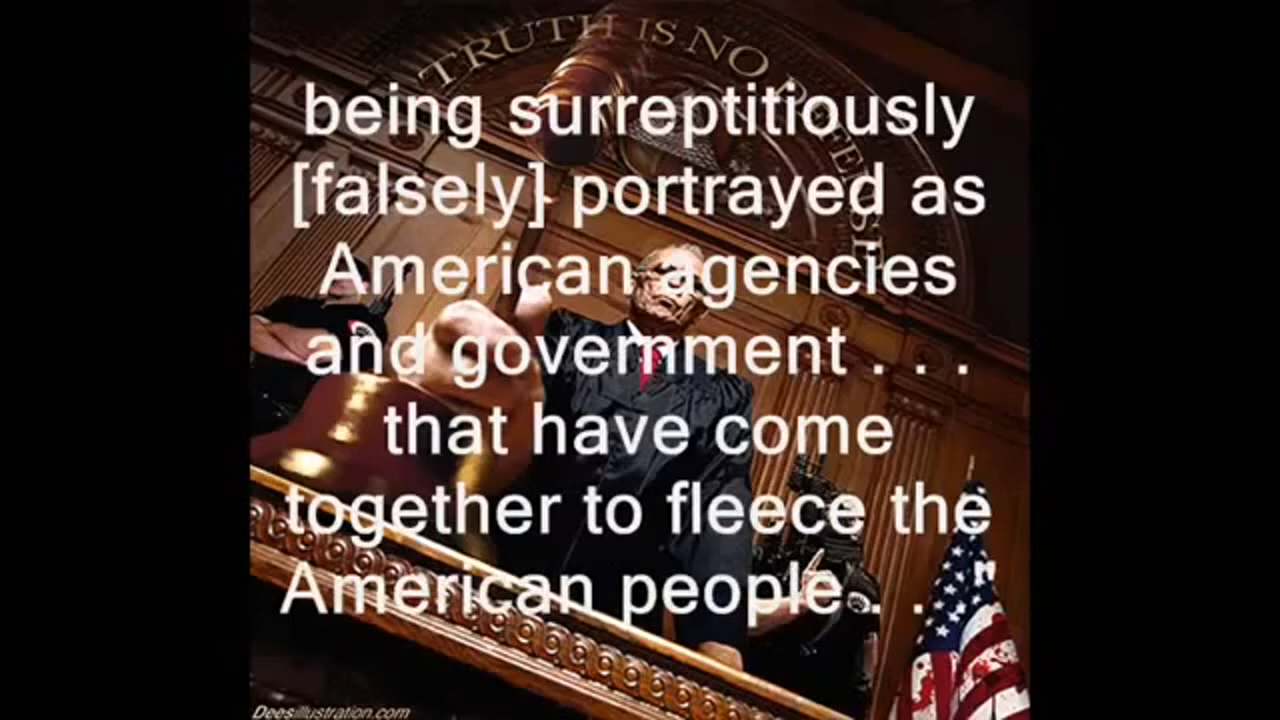 TRUTH IS NO DEFENSE
being surreptitiously
[falsely] portrayed as
American agencies
and government . . .
that have come
together to fleece the
American people . . "
Deesillustration.com